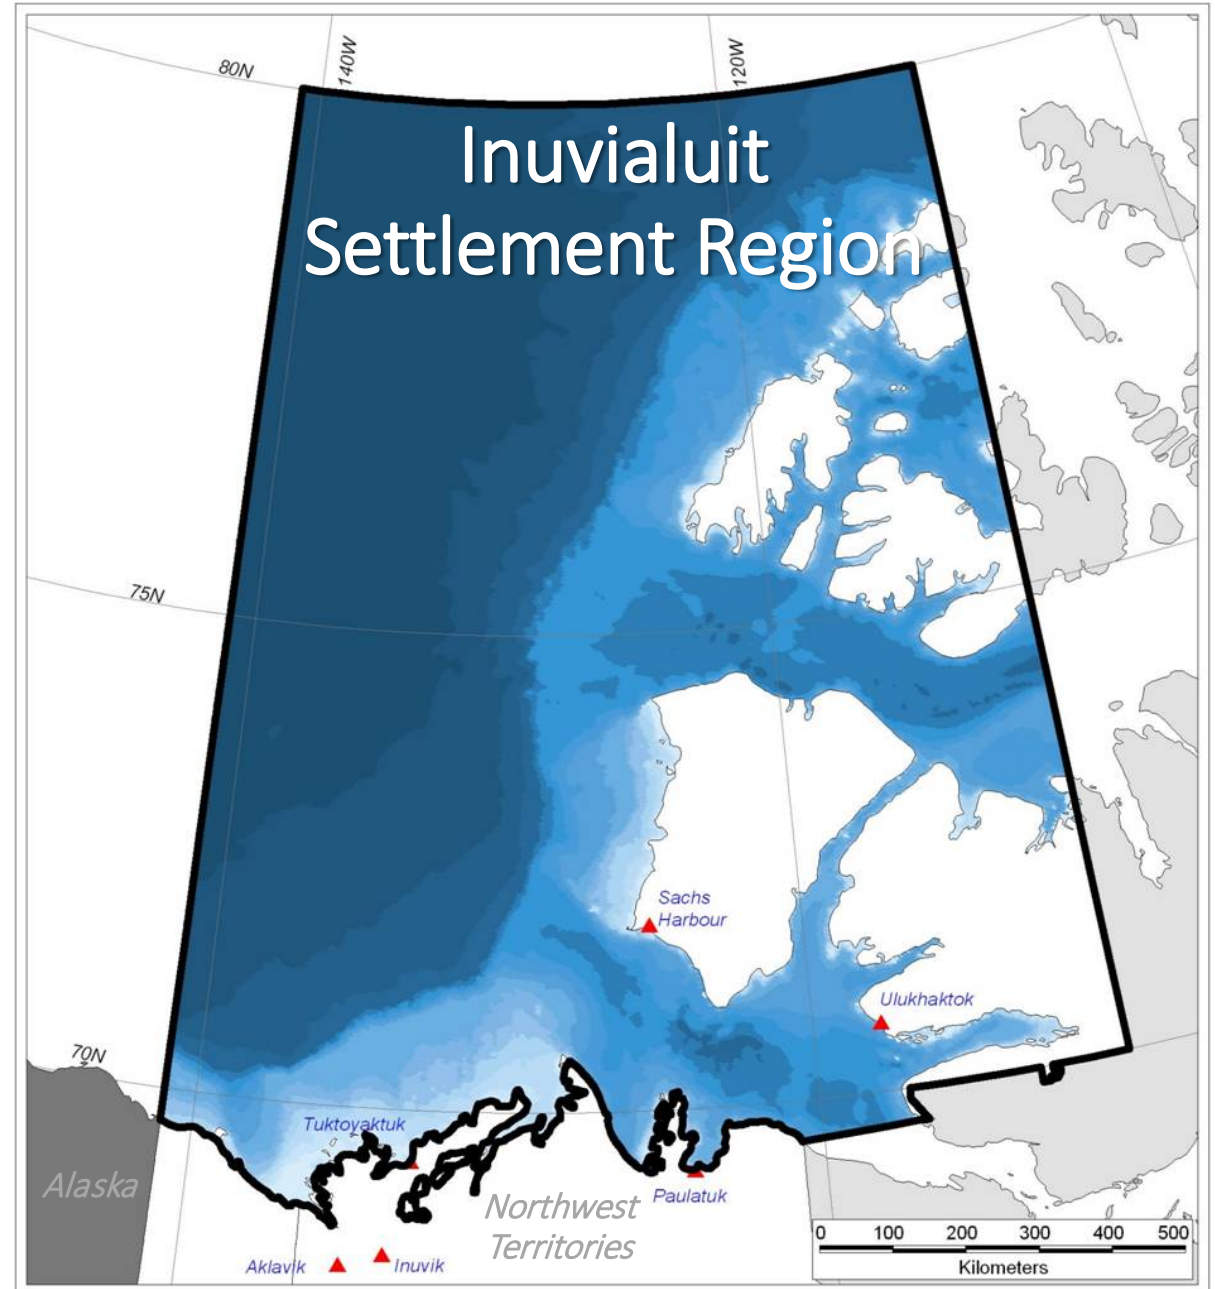 80N
140W
120W
Inuvialuit
Settlement Region
75N
Sachs
Harbour
Ulukhaktok
70N
Tuktoyaktuk
Alaska
Northwest
Territories
Paulatuk
Aklavik
Inuvik
0 100 200 300 400 500
Kilometers